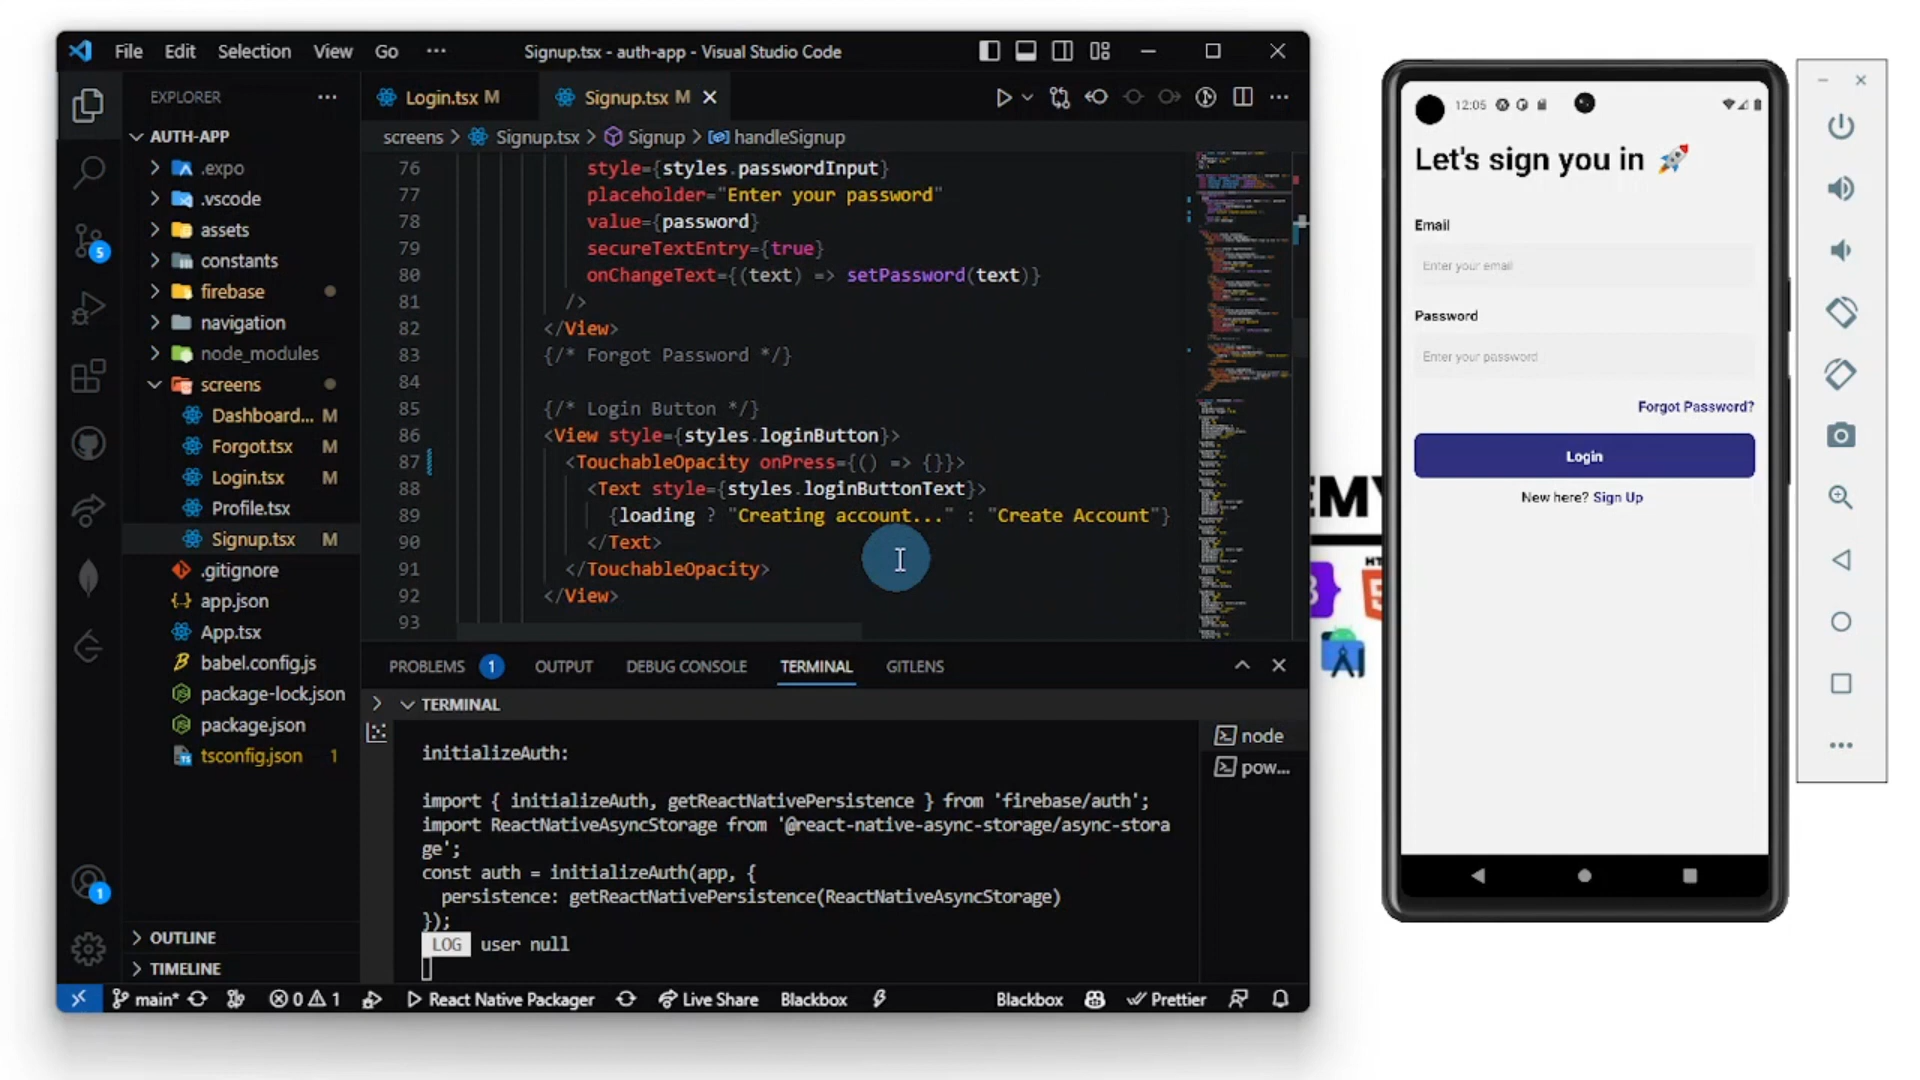 File Edit Selection View Go ··· Signup.tsx - auth-app - Visual Studio Code
EXPLORER ···
AUTH-APP
.expo
.vscode
assets
constants
firebase
navigation
node_modules
screens
Dashboard... M
Forgot.tsx M
Login.tsx M
Profile.tsx
Signup.tsx M
.gitignore
app.json
App.tsx
babel.config.js
package-lock.json
package.json
tsconfig.json 1
OUTLINE
TIMELINE
5
1
Login.tsx M Signup.tsx M
screens > Signup.tsx > Signup > handleSignup
76 style={styles.passwordInput}
77 placeholder="Enter your password"
78 value={password}
79 secureTextEntry={true}
80 onChangeText={(text) => setPassword(text)}
81 />
82 </View>
83 {/* Forgot Password */}
84
85 {/* Login Button */}
86 <View style={styles.loginButton}>
87 <TouchableOpacity onPress={() => {}}>
88 <Text style={styles.loginButtonText}>
89 {loading ? "Creating account..." : "Create Account"}
90 </Text>
91 </TouchableOpacity>
92 </View>
93
PROBLEMS 1 OUTPUT DEBUG CONSOLE TERMINAL GITLENS
TERMINAL
initializeAuth:
import { initializeAuth, getReactNativePersistence } from 'firebase/auth';
import ReactNativeAsyncStorage from '@react-native-async-storage/async-stora
ge';
const auth = initializeAuth(app, {
persistence: getReactNativePersistence(ReactNativeAsyncStorage)
});
LOG user null
node
pow...
main* 0 1 React Native Packager Live Share Blackbox Blackbox Prettier
EMY
12:05
Let's sign you in 🚀
Email
Enter your email
Password
Enter your password
Forgot Password?
Login
New here? Sign Up